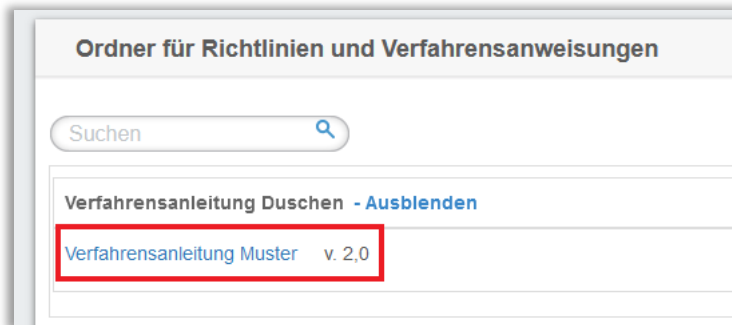 Ordner für Richtlinien und Verfahrensanweisungen
Suchen
Verfahrensanleitung Duschen - Ausblenden
Verfahrensanleitung Muster v. 2,0